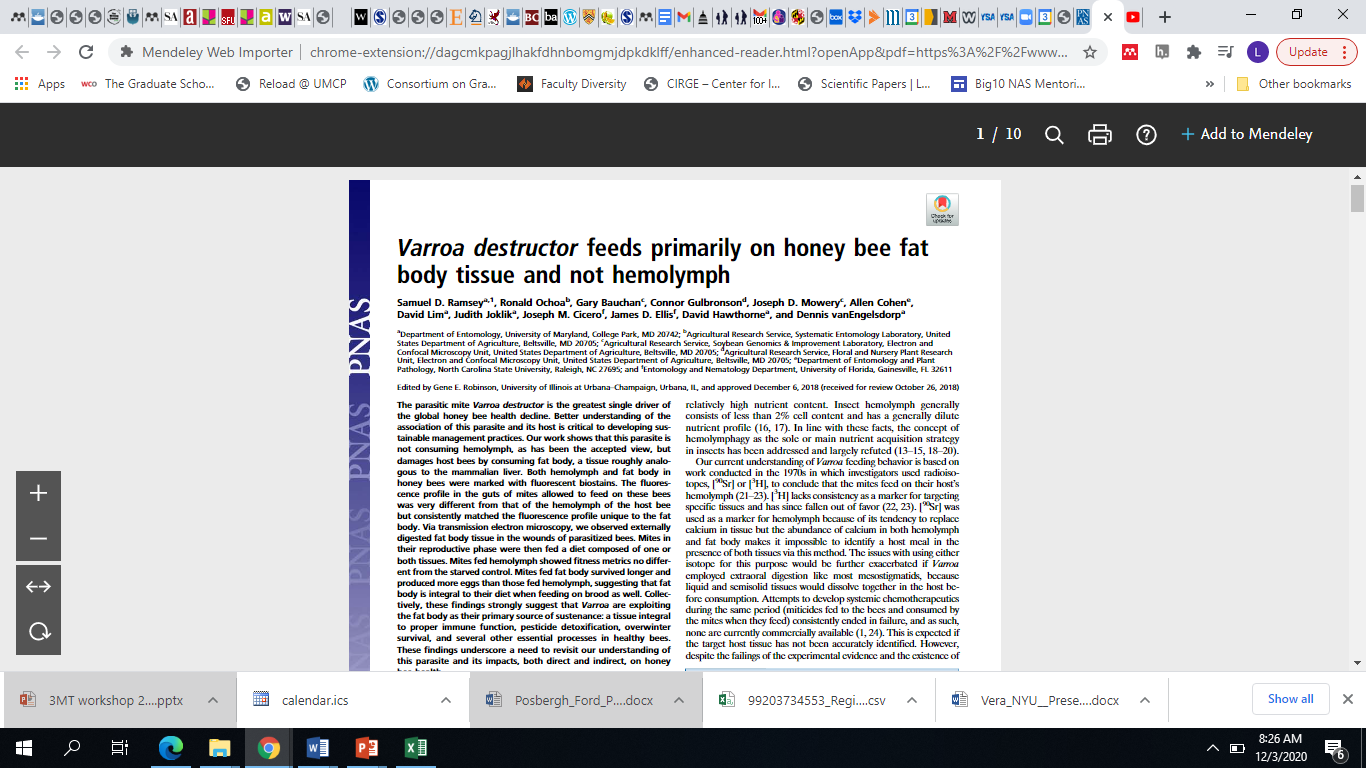 Mendeley Web Importer
chrome-extension://dagcmkpagjlhakfdhnbomgmjdpkdklff/enhanced-reader.html?openApp&pdf=https%3A%2F%2Fwww...
Update
Apps
The Graduate Scho...
Reload @ UMCP
Consortium on Gra...
Faculty Diversity
CIRGE – Center for I...
Scientific Papers | L...
Big10 NAS Mentori...
Other bookmarks
1 / 10
Add to Mendeley
Check for updates
PNAS
Varroa destructor feeds primarily on honey bee fat
body tissue and not hemolymph
Samuel D. Ramseyᵃ,¹, Ronald Ochoaᵇ, Gary Bauchanᶜ, Connor Gulbronsonᵈ, Joseph D. Moweryᶜ, Allen Cohenᵉ,
David Limᵃ, Judith Joklikᵃ, Joseph M. Ciceroᶠ, James D. Ellisᶠ, David Hawthorneᵃ, and Dennis vanEngelsdorpᵃ
ᵃDepartment of Entomology, University of Maryland, College Park, MD 20742; ᵇAgricultural Research Service, Systematic Entomology Laboratory, United
States Department of Agriculture, Beltsville, MD 20705; ᶜAgricultural Research Service, Soybean Genomics & Improvement Laboratory, Electron and
Confocal Microscopy Unit, United States Department of Agriculture, Beltsville, MD 20705; ᵈAgricultural Research Service, Floral and Nursery Plant Research
Unit, Electron and Confocal Microscopy Unit, United States Department of Agriculture, Beltsville, MD 20705; ᵉDepartment of Entomology and Plant
Pathology, North Carolina State University, Raleigh, NC 27695; and ᶠEntomology and Nematology Department, University of Florida, Gainesville, FL 32611
Edited by Gene E. Robinson, University of Illinois at Urbana–Champaign, Urbana, IL, and approved December 6, 2018 (received for review October 26, 2018)
The parasitic mite Varroa destructor is the greatest single driver of
the global honey bee health decline. Better understanding of the
association of this parasite and its host is critical to developing sus-
tainable management practices. Our work shows that this parasite is
not consuming hemolymph, as has been the accepted view, but
damages host bees by consuming fat body, a tissue roughly analo-
gous to the mammalian liver. Both hemolymph and fat body in
honey bees were marked with fluorescent biostains. The fluores-
cence profile in the guts of mites allowed to feed on these bees
was very different from that of the hemolymph of the host bee
but consistently matched the fluorescence profile unique to the fat
body. Via transmission electron microscopy, we observed externally
digested fat body tissue in the wounds of parasitized bees. Mites in
their reproductive phase were then fed a diet composed of one or
both tissues. Mites fed hemolymph showed fitness metrics no differ-
ent from the starved control. Mites fed fat body survived longer and
produced more eggs than those fed hemolymph, suggesting that fat
body is integral to their diet when feeding on brood as well. Collec-
tively, these findings strongly suggest that Varroa are exploiting
the fat body as their primary source of sustenance: a tissue integral
to proper immune function, pesticide detoxification, overwinter
survival, and several other essential processes in healthy bees.
These findings underscore a need to revisit our understanding of
this parasite and its impacts, both direct and indirect, on honey
relatively high nutrient content. Insect hemolymph generally
consists of less than 2% cell content and has a generally dilute
nutrient profile (16, 17). In line with these facts, the concept of
hemolymphagy as the sole or main nutrient acquisition strategy
in insects has been addressed and largely refuted (13–15, 18–20).
Our current understanding of Varroa feeding behavior is based on
work conducted in the 1970s in which investigators used radioiso-
topes, [⁹⁰Sr] or [³H], to conclude that the mites feed on their host's
hemolymph (21–23). [³H] lacks consistency as a marker for targeting
specific tissues and has since fallen out of favor (22, 23). [⁹⁰Sr] was
used as a marker for hemolymph because of its tendency to replace
calcium in tissue but the abundance of calcium in both hemolymph
and fat body makes it impossible to identify a host meal in the
presence of both tissues via this method. The issues with using either
isotope for this purpose would be further exacerbated if Varroa
employed extraoral digestion like most mesostigmatids, because
liquid and semisolid tissues would dissolve together in the host be-
fore consumption. Attempts to develop systemic chemotherapeutics
during the same period (miticides fed to the bees and consumed by
the mites when they feed) consistently ended in failure, and as such,
none are currently commercially available (1, 24). This is expected if
the target host tissue has not been accurately identified. However,
despite the failings of the experimental evidence and the existence of
3MT workshop 2....pptx
calendar.ics
Posbergh_Ford_P....docx
99203734553_Regi....csv
Vera_NYU__Prese....docx
Show all
8:26 AM
12/3/2020
6